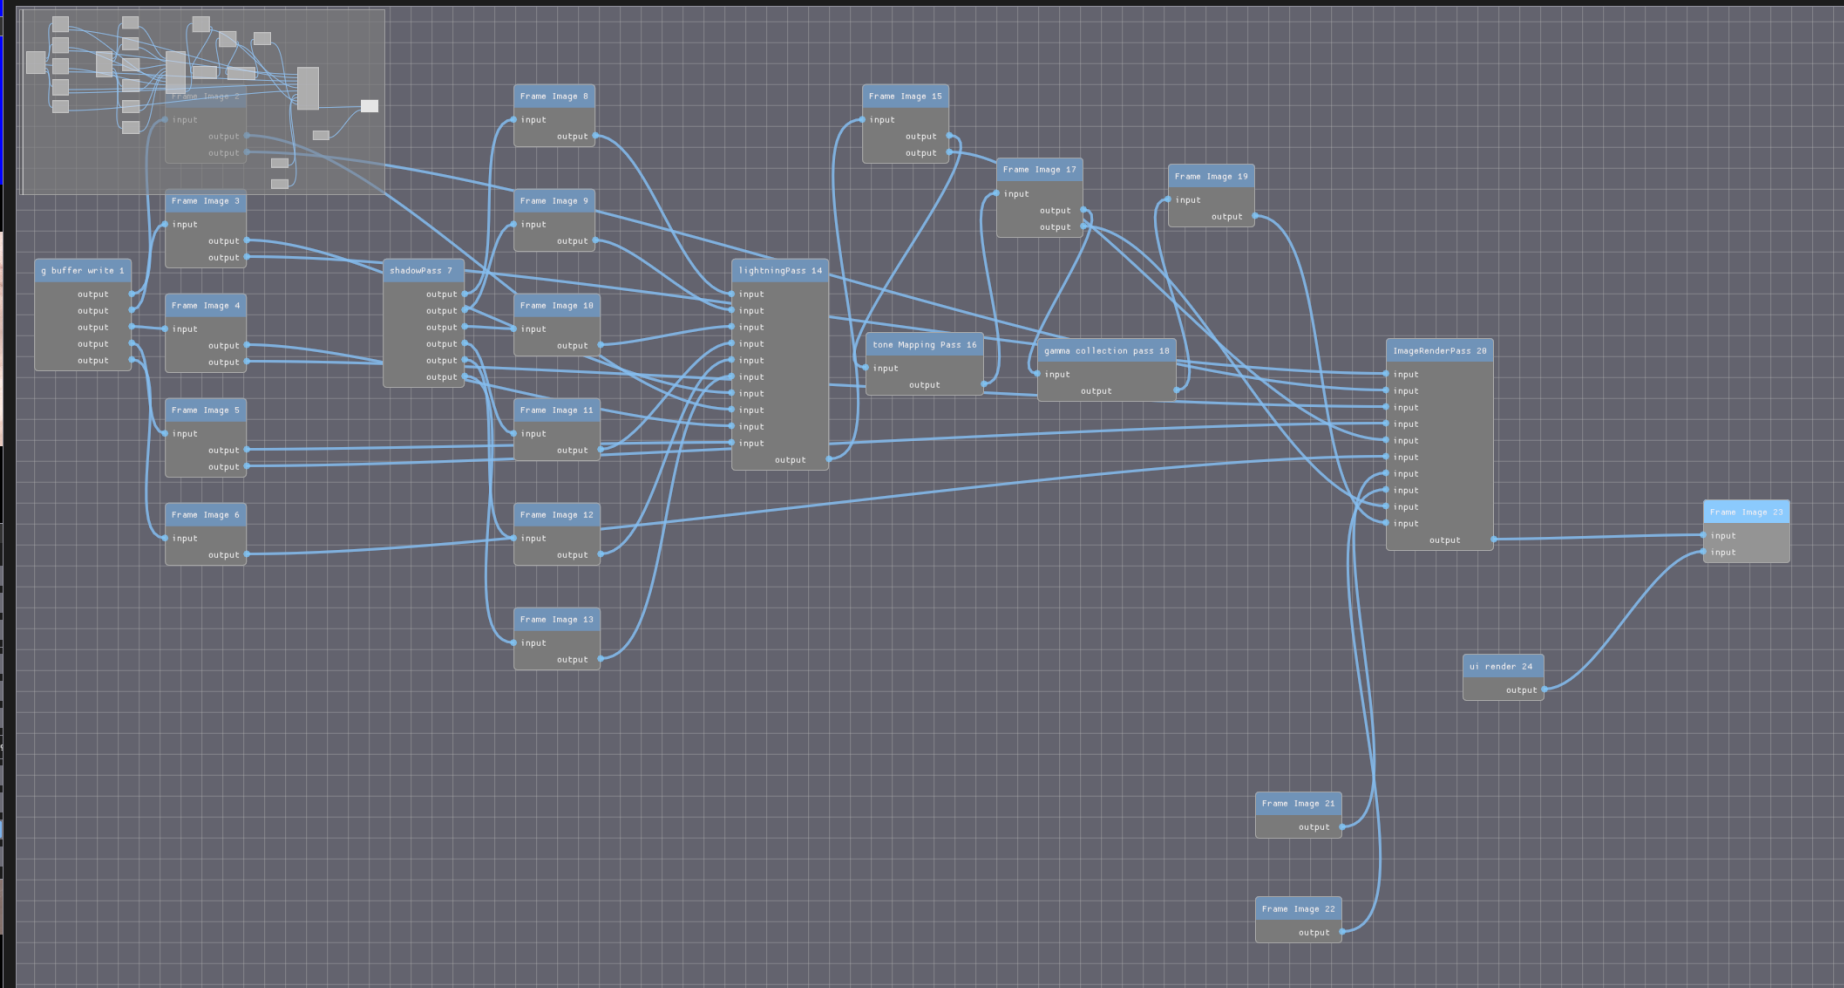 g buffer write 1
output
output
output
output
output
Frame Image 2
input
output
output
Frame Image 3
input
output
output
Frame Image 4
input
output
output
Frame Image 5
input
output
output
Frame Image 6
input
output
shadowPass 7
output
output
output
output
output
output
Frame Image 8
input
output
Frame Image 9
input
output
Frame Image 10
input
output
Frame Image 11
input
output
Frame Image 12
input
output
Frame Image 13
input
output
lightningPass 14
input
input
input
input
input
input
input
input
input
input
output
Frame Image 15
input
output
output
tone Mapping Pass 16
input
output
Frame Image 17
input
output
output
gamma collection pass 18
input
output
Frame Image 19
input
output
ImageRenderPass 20
input
input
input
input
input
input
input
input
input
input
output
Frame Image 21
output
Frame Image 22
output
Frame Image 23
input
input
ui render 24
output